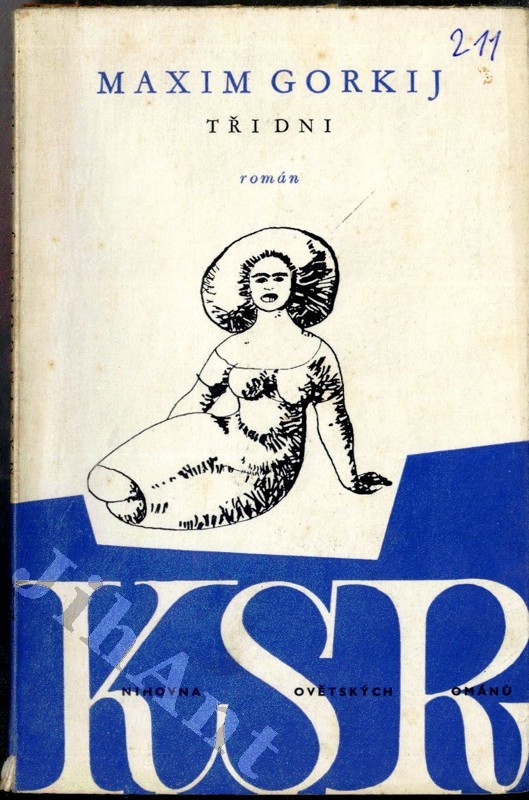 211
MAXIM GORKIJ
TŘI DNI
román
KSR
NIHOVNA OVĚTSKÝCH OMÁNŮ
JihAnt